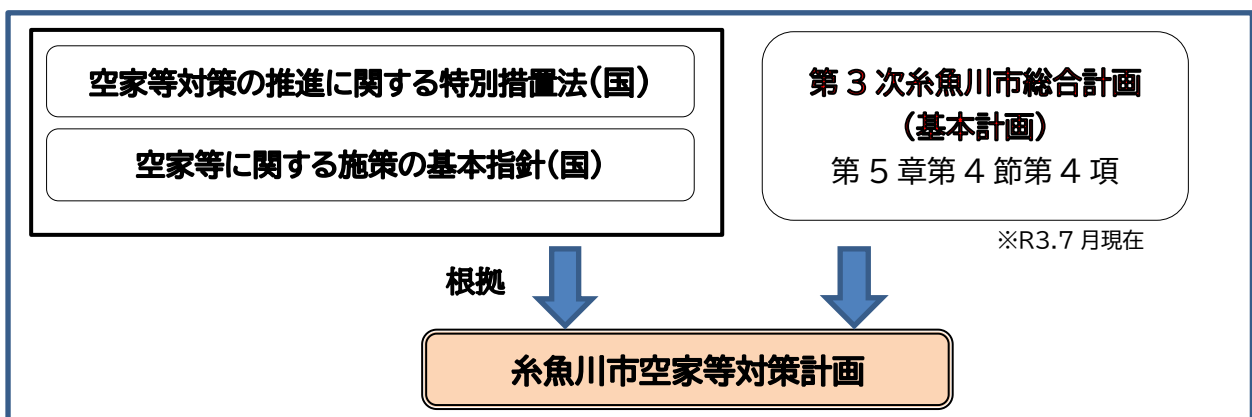 空家等対策の推進に関する特別措置法(国)
空家等に関する施策の基本指針(国)
第3次糸魚川市総合計画
(基本計画)
第5章第4節第4項
※R3.7月現在
根拠
糸魚川市空家等対策計画